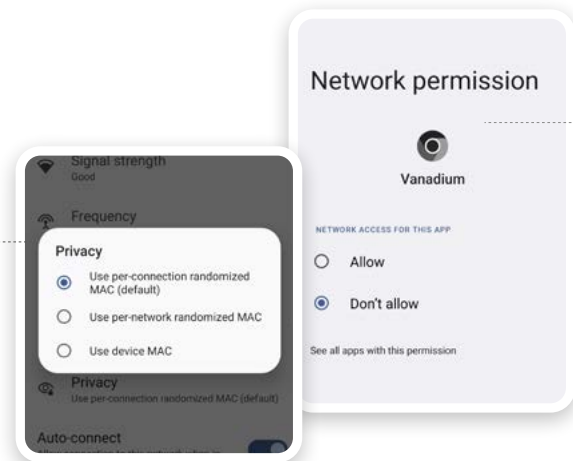 Signal strength
Good
Frequency
Privacy
Use per-connection randomized
MAC (default)
Use per-network randomized MAC
Use device MAC
Privacy
Use per-connection randomized MAC (default)
Auto-connect
Network permission
Vanadium
NETWORK ACCESS FOR THIS APP
Allow
Don't allow
See all apps with this permission